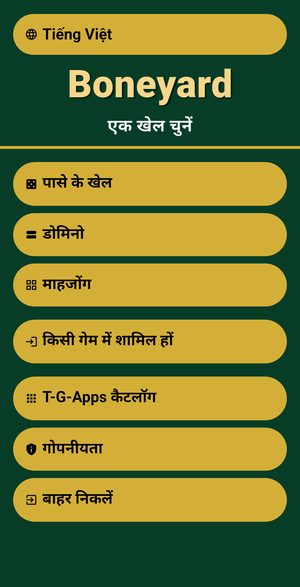 Tiếng Việt
Boneyard
एक खेल चुनें
पासे के खेल
डोमिनो
माहजोंग
किसी गेम में शामिल हों
T-G-Apps कैटलॉग
गोपनीयता
बाहर निकलें